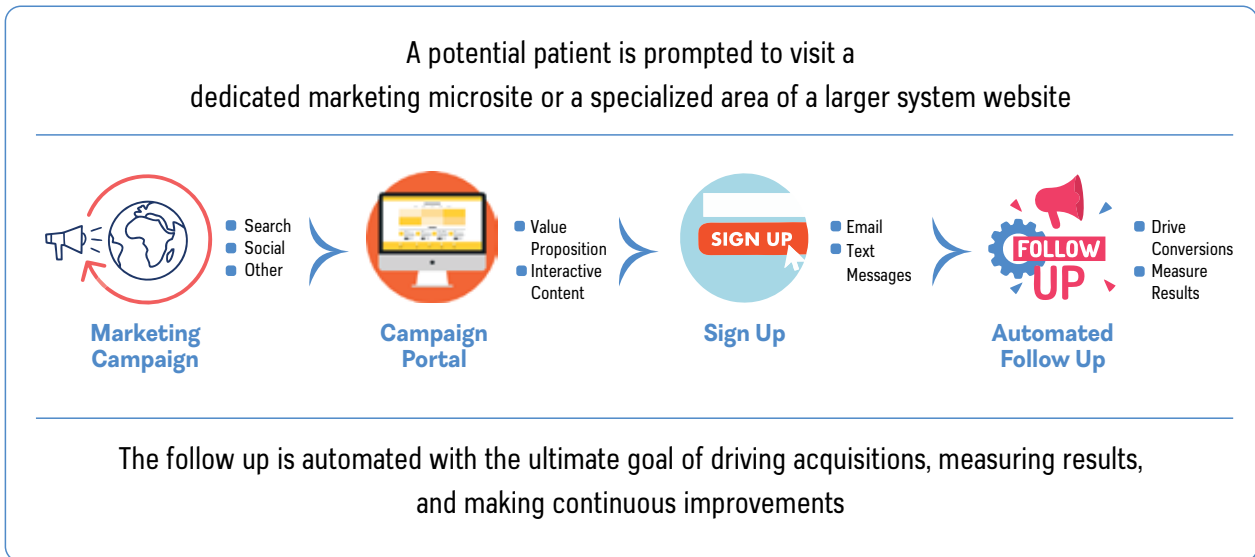 A potential patient is prompted to visit a
dedicated marketing microsite or a specialized area of a larger system website
Search
Social
Other
Marketing
Campaign
Value
Proposition
Interactive
Content
Campaign
Portal
SIGN UP
Email
Text
Messages
Sign Up
FOLLOW
UP
Drive
Conversions
Measure
Results
Automated
Follow Up
The follow up is automated with the ultimate goal of driving acquisitions, measuring results,
and making continuous improvements